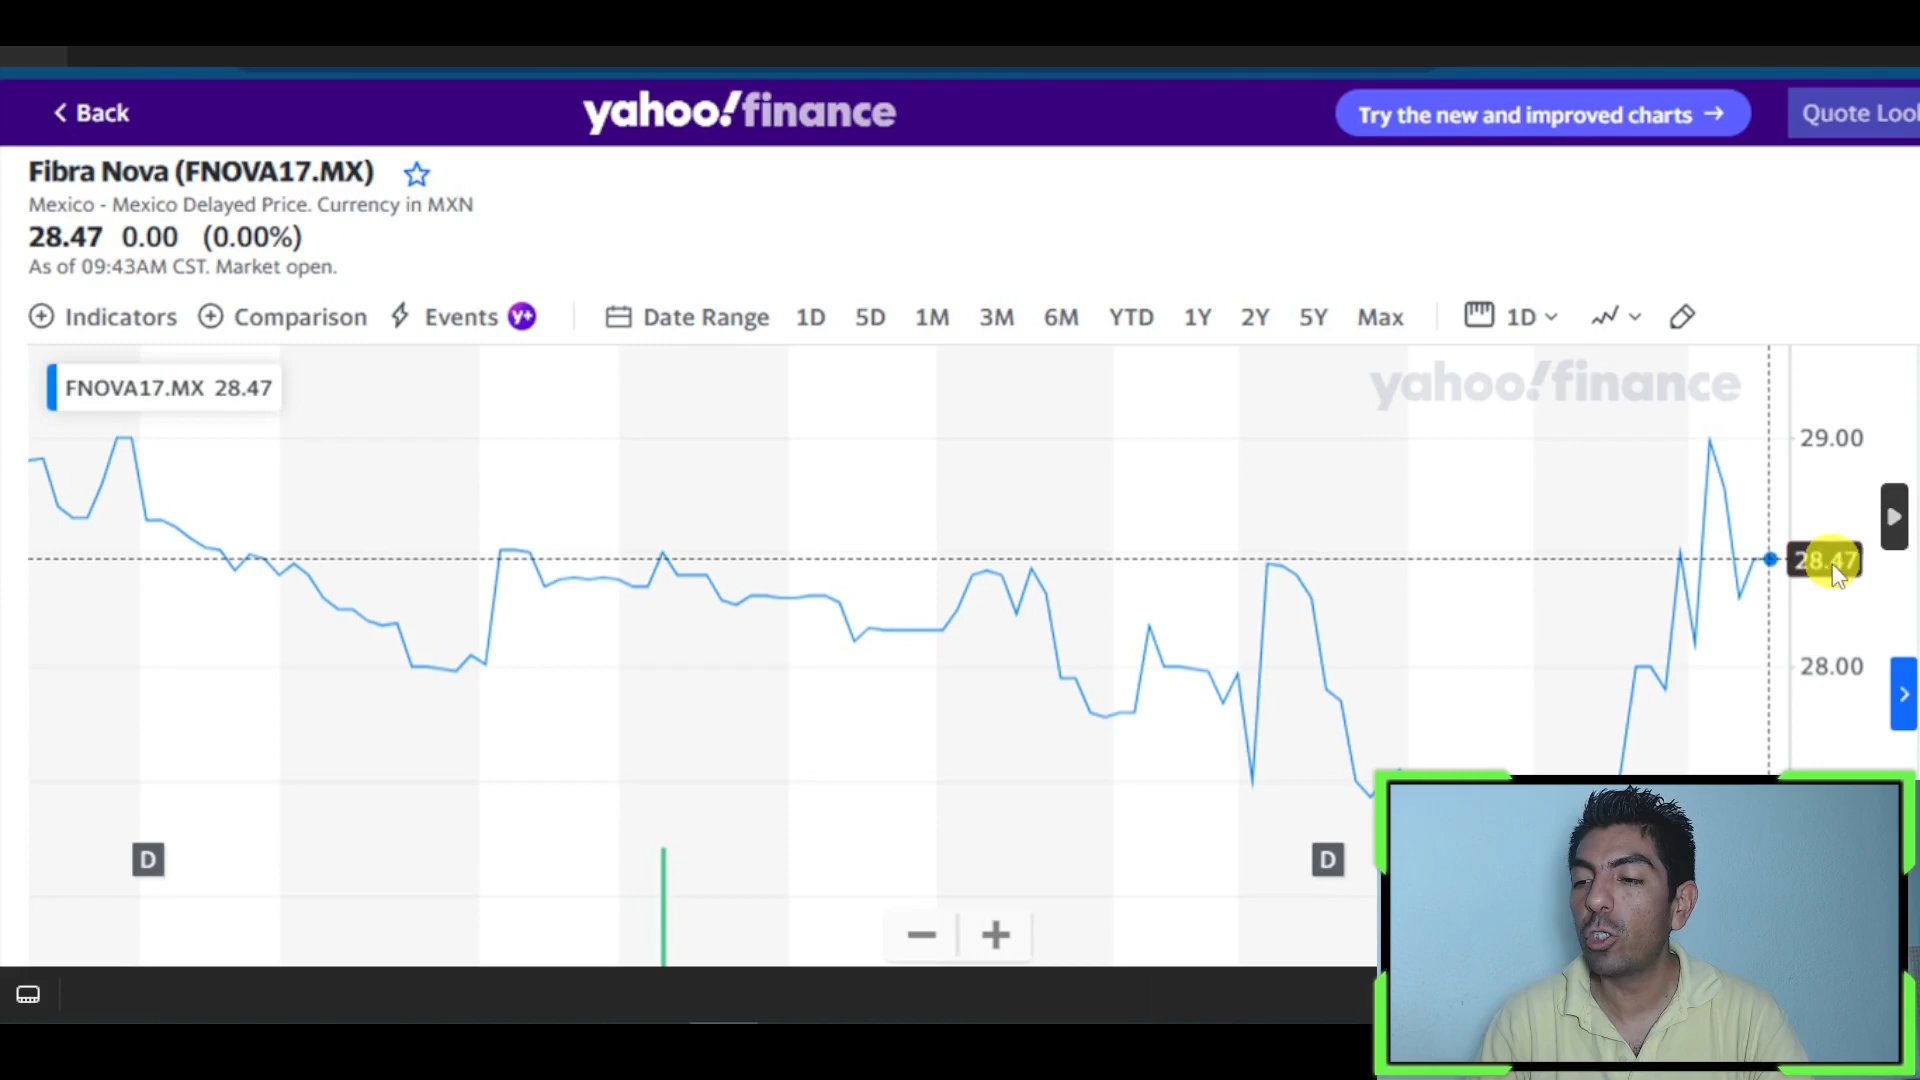 Back
yahoo!finance
Try the new and improved charts →
Quote Look
Fibra Nova (FNOVA17.MX)
Mexico - Mexico Delayed Price. Currency in MXN
28.47 0.00 (0.00%)
As of 09:43AM CST. Market open.
Indicators Comparison Events y+ Date Range 1D 5D 1M 3M 6M YTD 1Y 2Y 5Y Max 1D
FNOVA17.MX 28.47
yahoo!finance
29.00
28.47
28.00
D
D